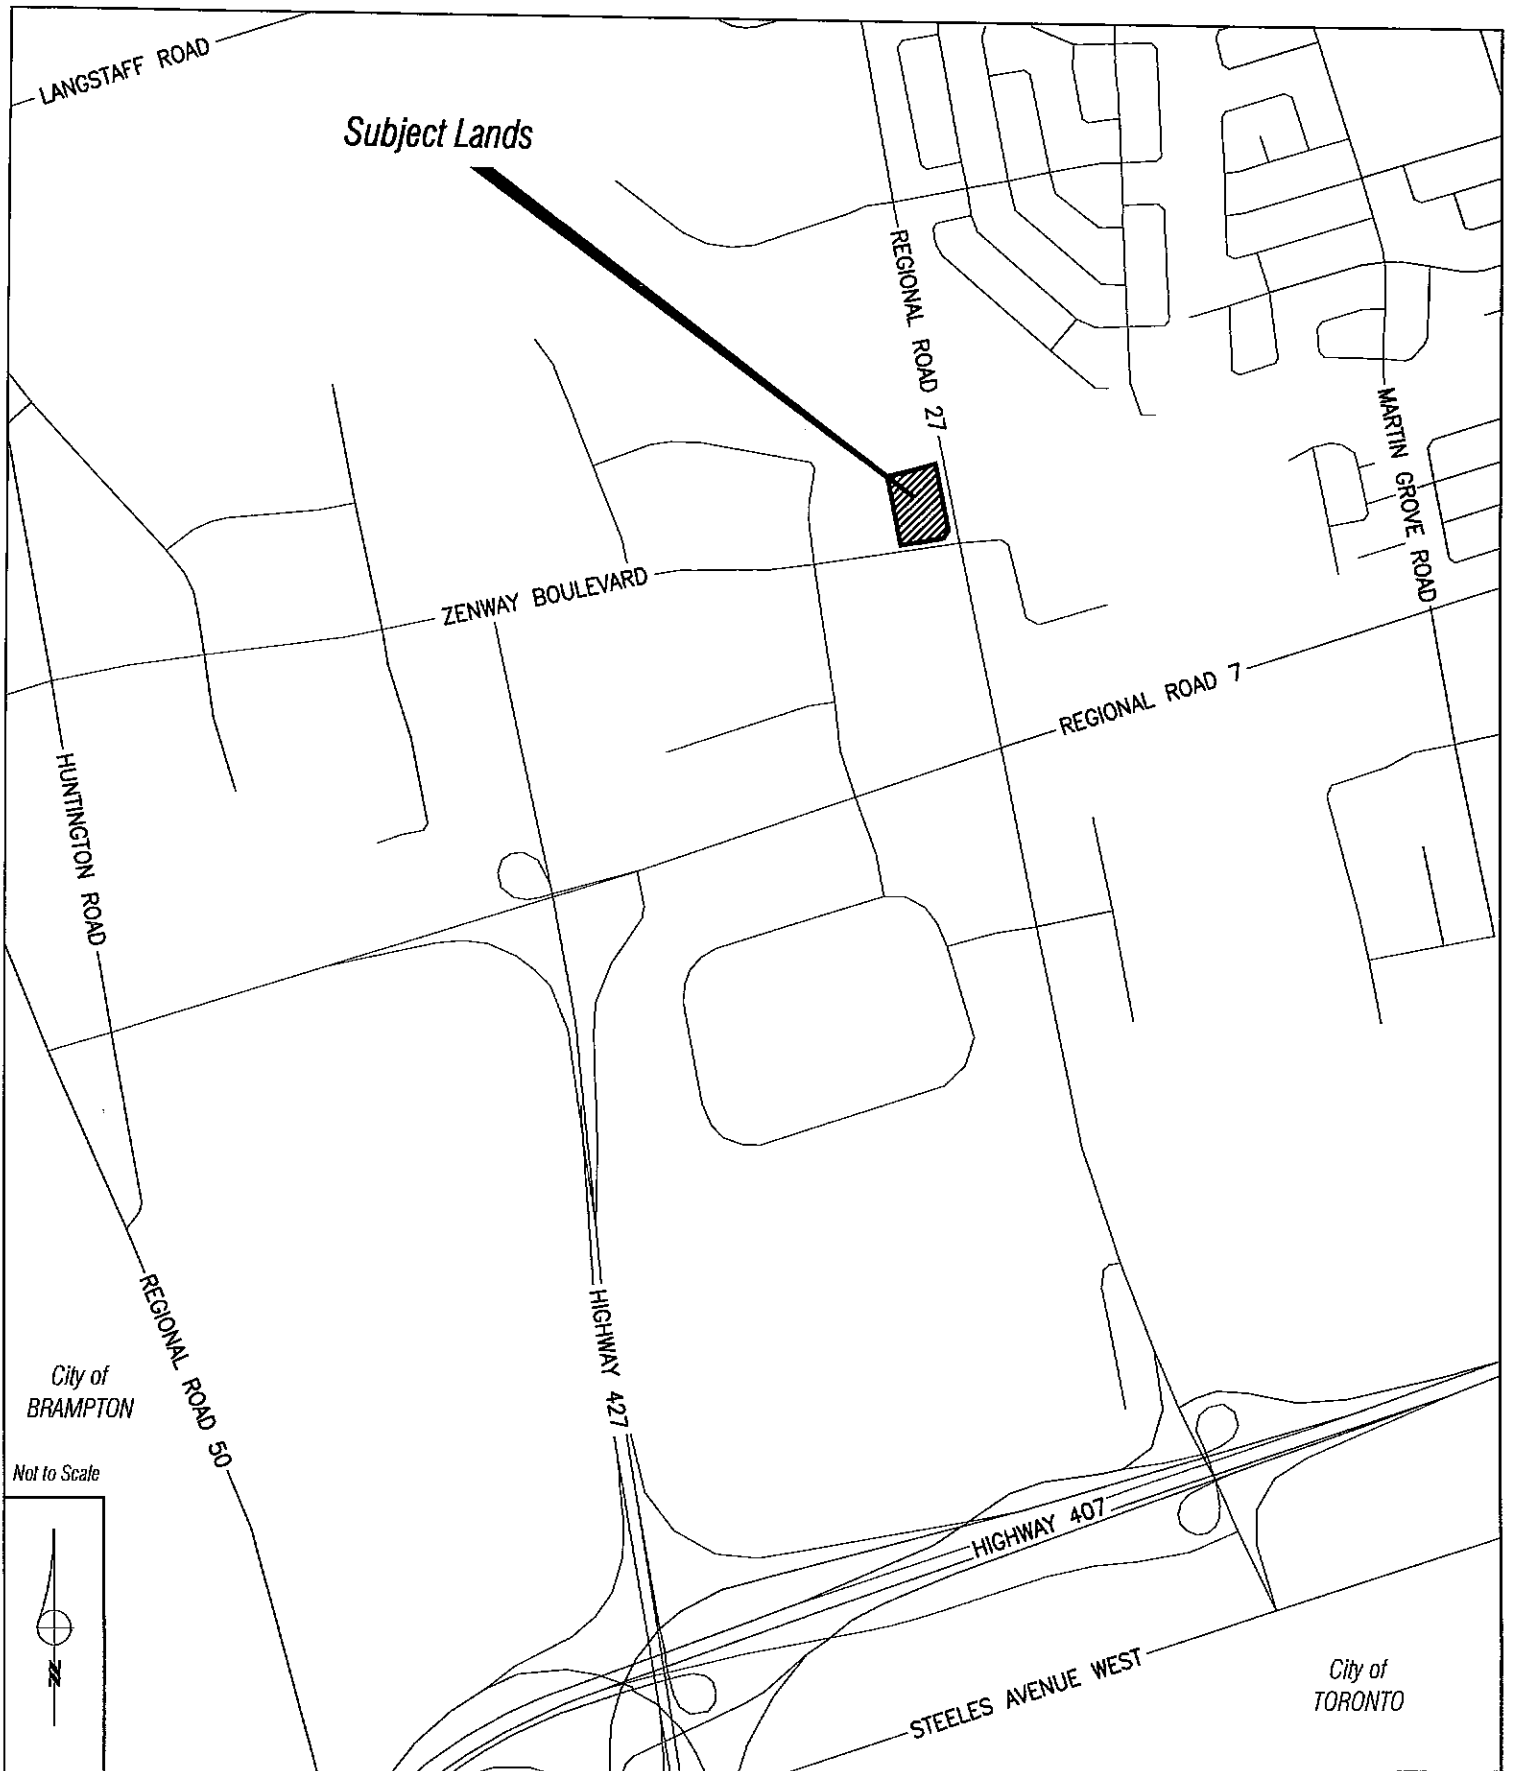 LANGSTAFF ROAD
Subject Lands
REGIONAL ROAD 27
MARTIN GROVE ROAD
ZENWAY BOULEVARD
REGIONAL ROAD 7
HUNTINGTON ROAD
REGIONAL ROAD 50
HIGHWAY 427
City of
BRAMPTON
Not to Scale
N
HIGHWAY 407
STEELES AVENUE WEST
City of
TORONTO